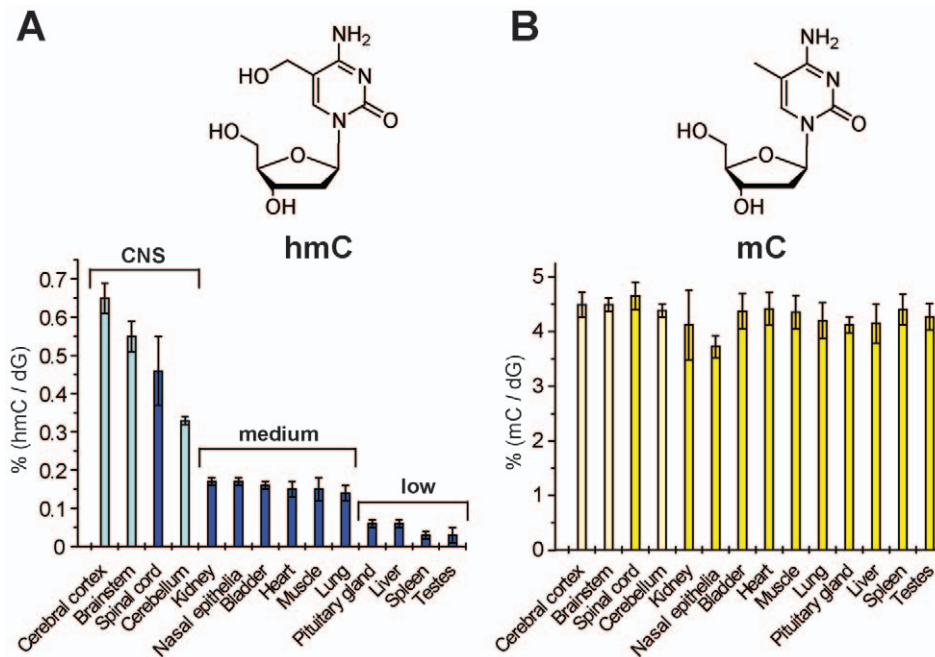 A
NH2
HO
N
N
O
HO
O
OH
hmC
CNS
medium
low
% (hmC / dG)
0.7
0.6
0.5
0.4
0.3
0.2
0.1
0
Cerebral cortex
Brainstem
Spinal cord
Cerebellum
Kidney
Nasal epithelia
Bladder
Heart
Muscle
Lung
Pituitary gland
Liver
Spleen
Testes
B
NH2
N
N
O
HO
O
OH
mC
% (mC / dG)
5
4
3
2
1
0
Cerebral cortex
Brainstem
Spinal cord
Cerebellum
Kidney
Nasal epithelia
Bladder
Heart
Muscle
Lung
Pituitary gland
Liver
Spleen
Testes